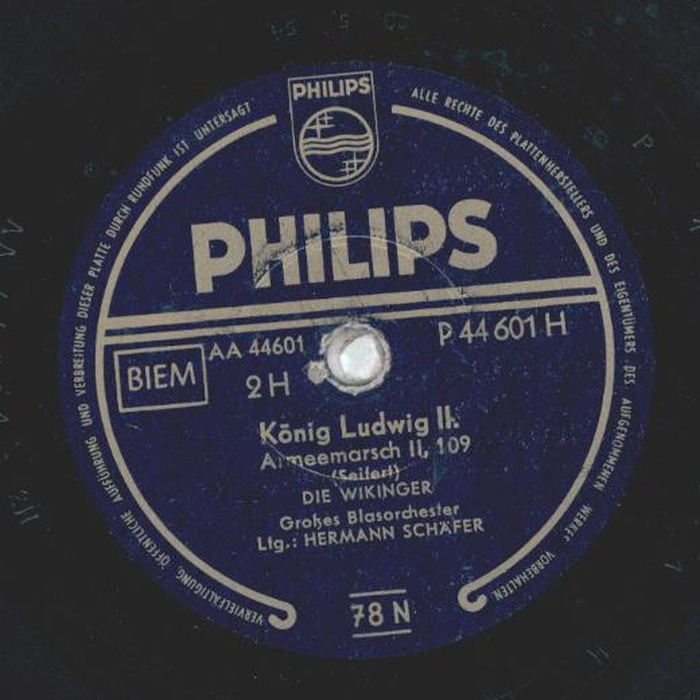 PHILIPS
ALLE RECHTE DES PLATTENHERSTELLERS UND DES EIGENTÜMERS DES AUFGENOMMENEN WERKES VORBEHALTEN
VERVIELFÄLTIGUNG, ÖFFENTLICHE AUFFÜHRUNG UND VERBREITUNG DIESER PLATTE DURCH RUNDFUNK IST UNTERSAGT
PHILIPS
BIEM
AA 44601
2 H
P 44601 H
König Ludwig II.
Armeemarsch II, 109
(Seifert)
DIE WIKINGER
Großes Blasorchester
Ltg.: HERMANN SCHÄFER
78 N